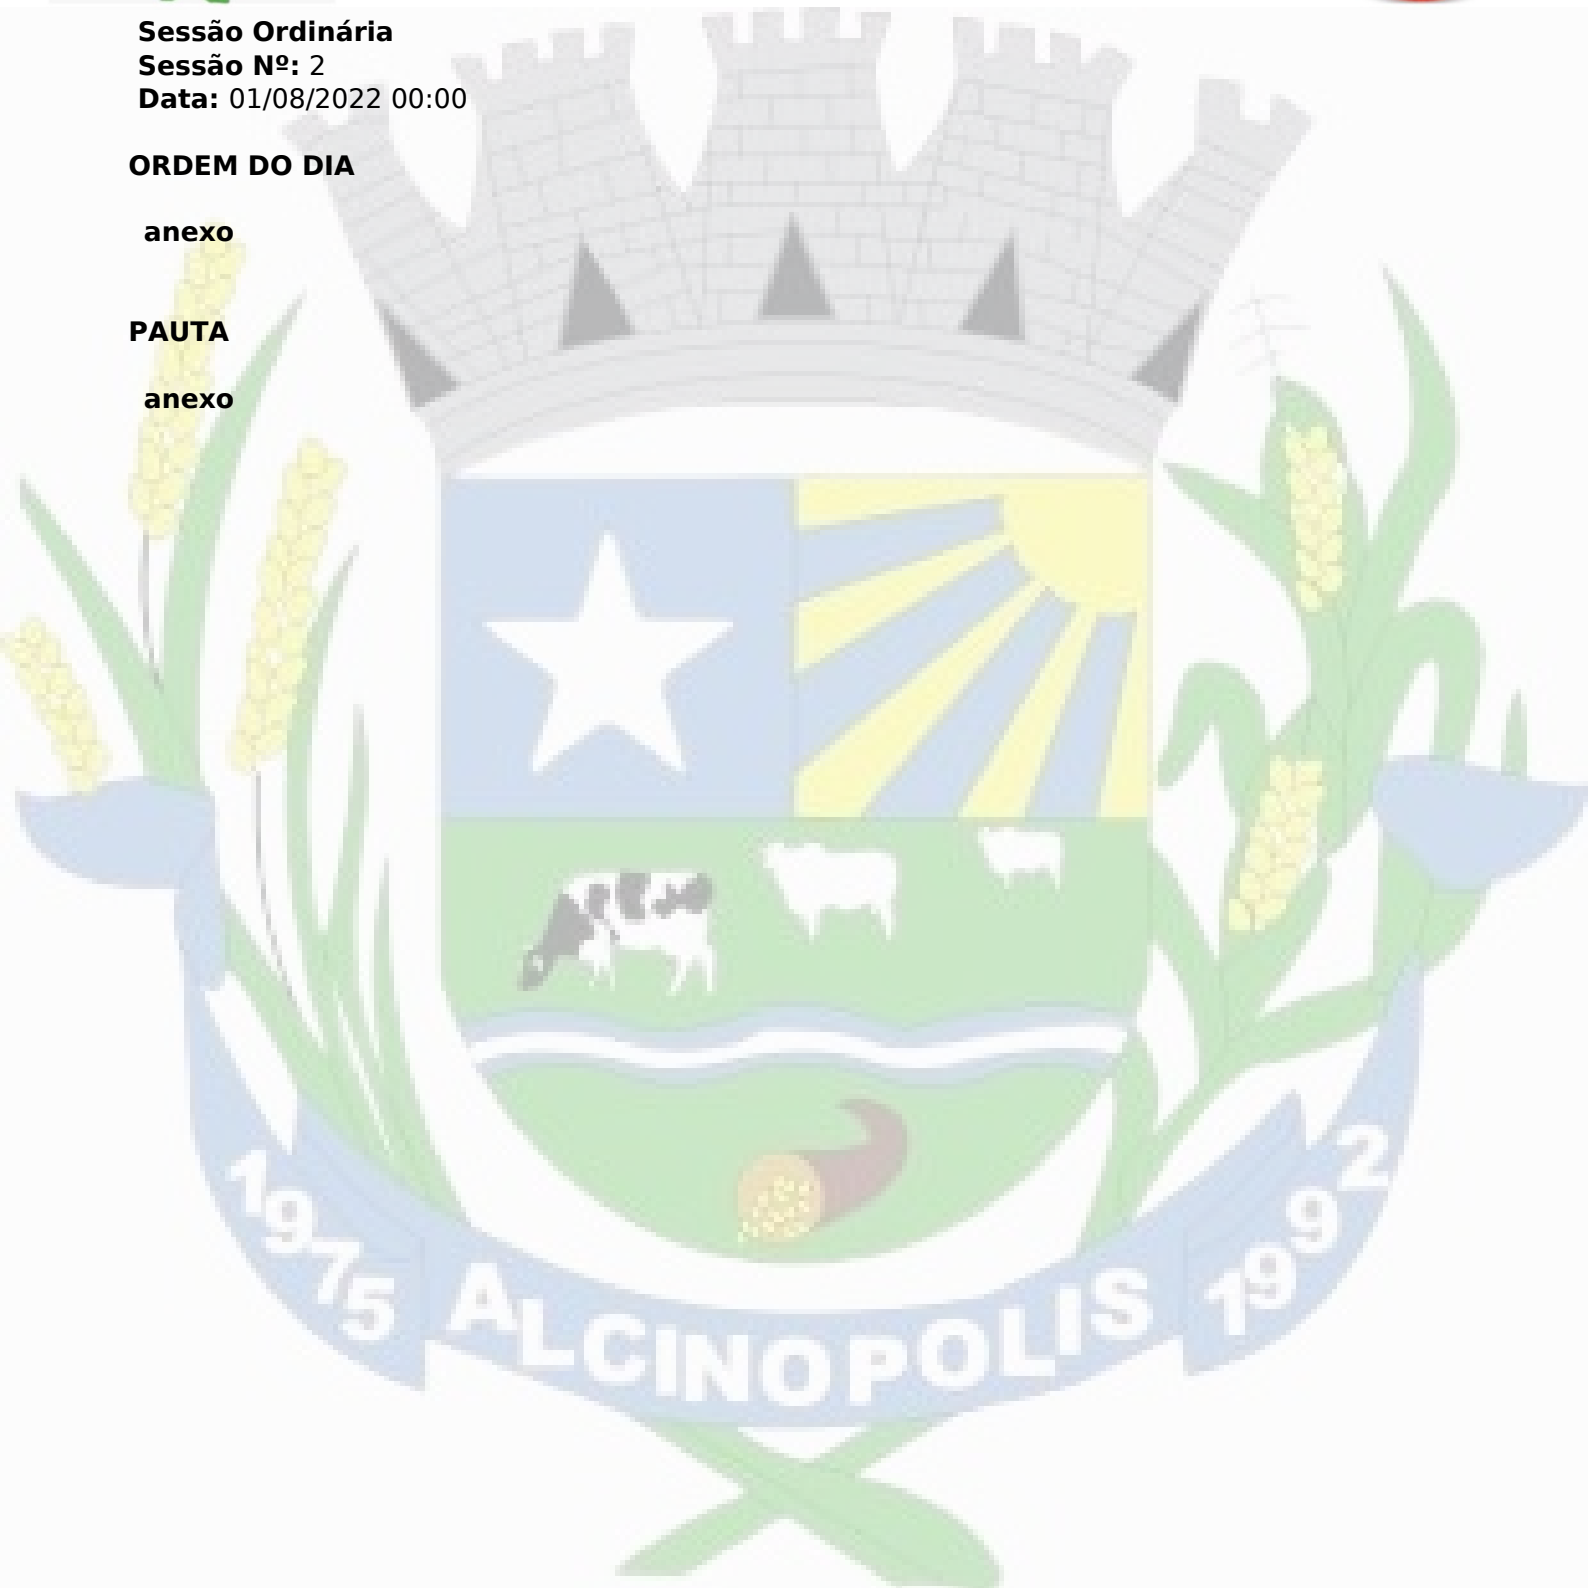 Sessão Ordinária
Sessão Nº: 2
Data: 01/08/2022 00:00
ORDEM DO DIA
anexo
PAUTA
anexo
1975 ALCINOPOLIS 1992